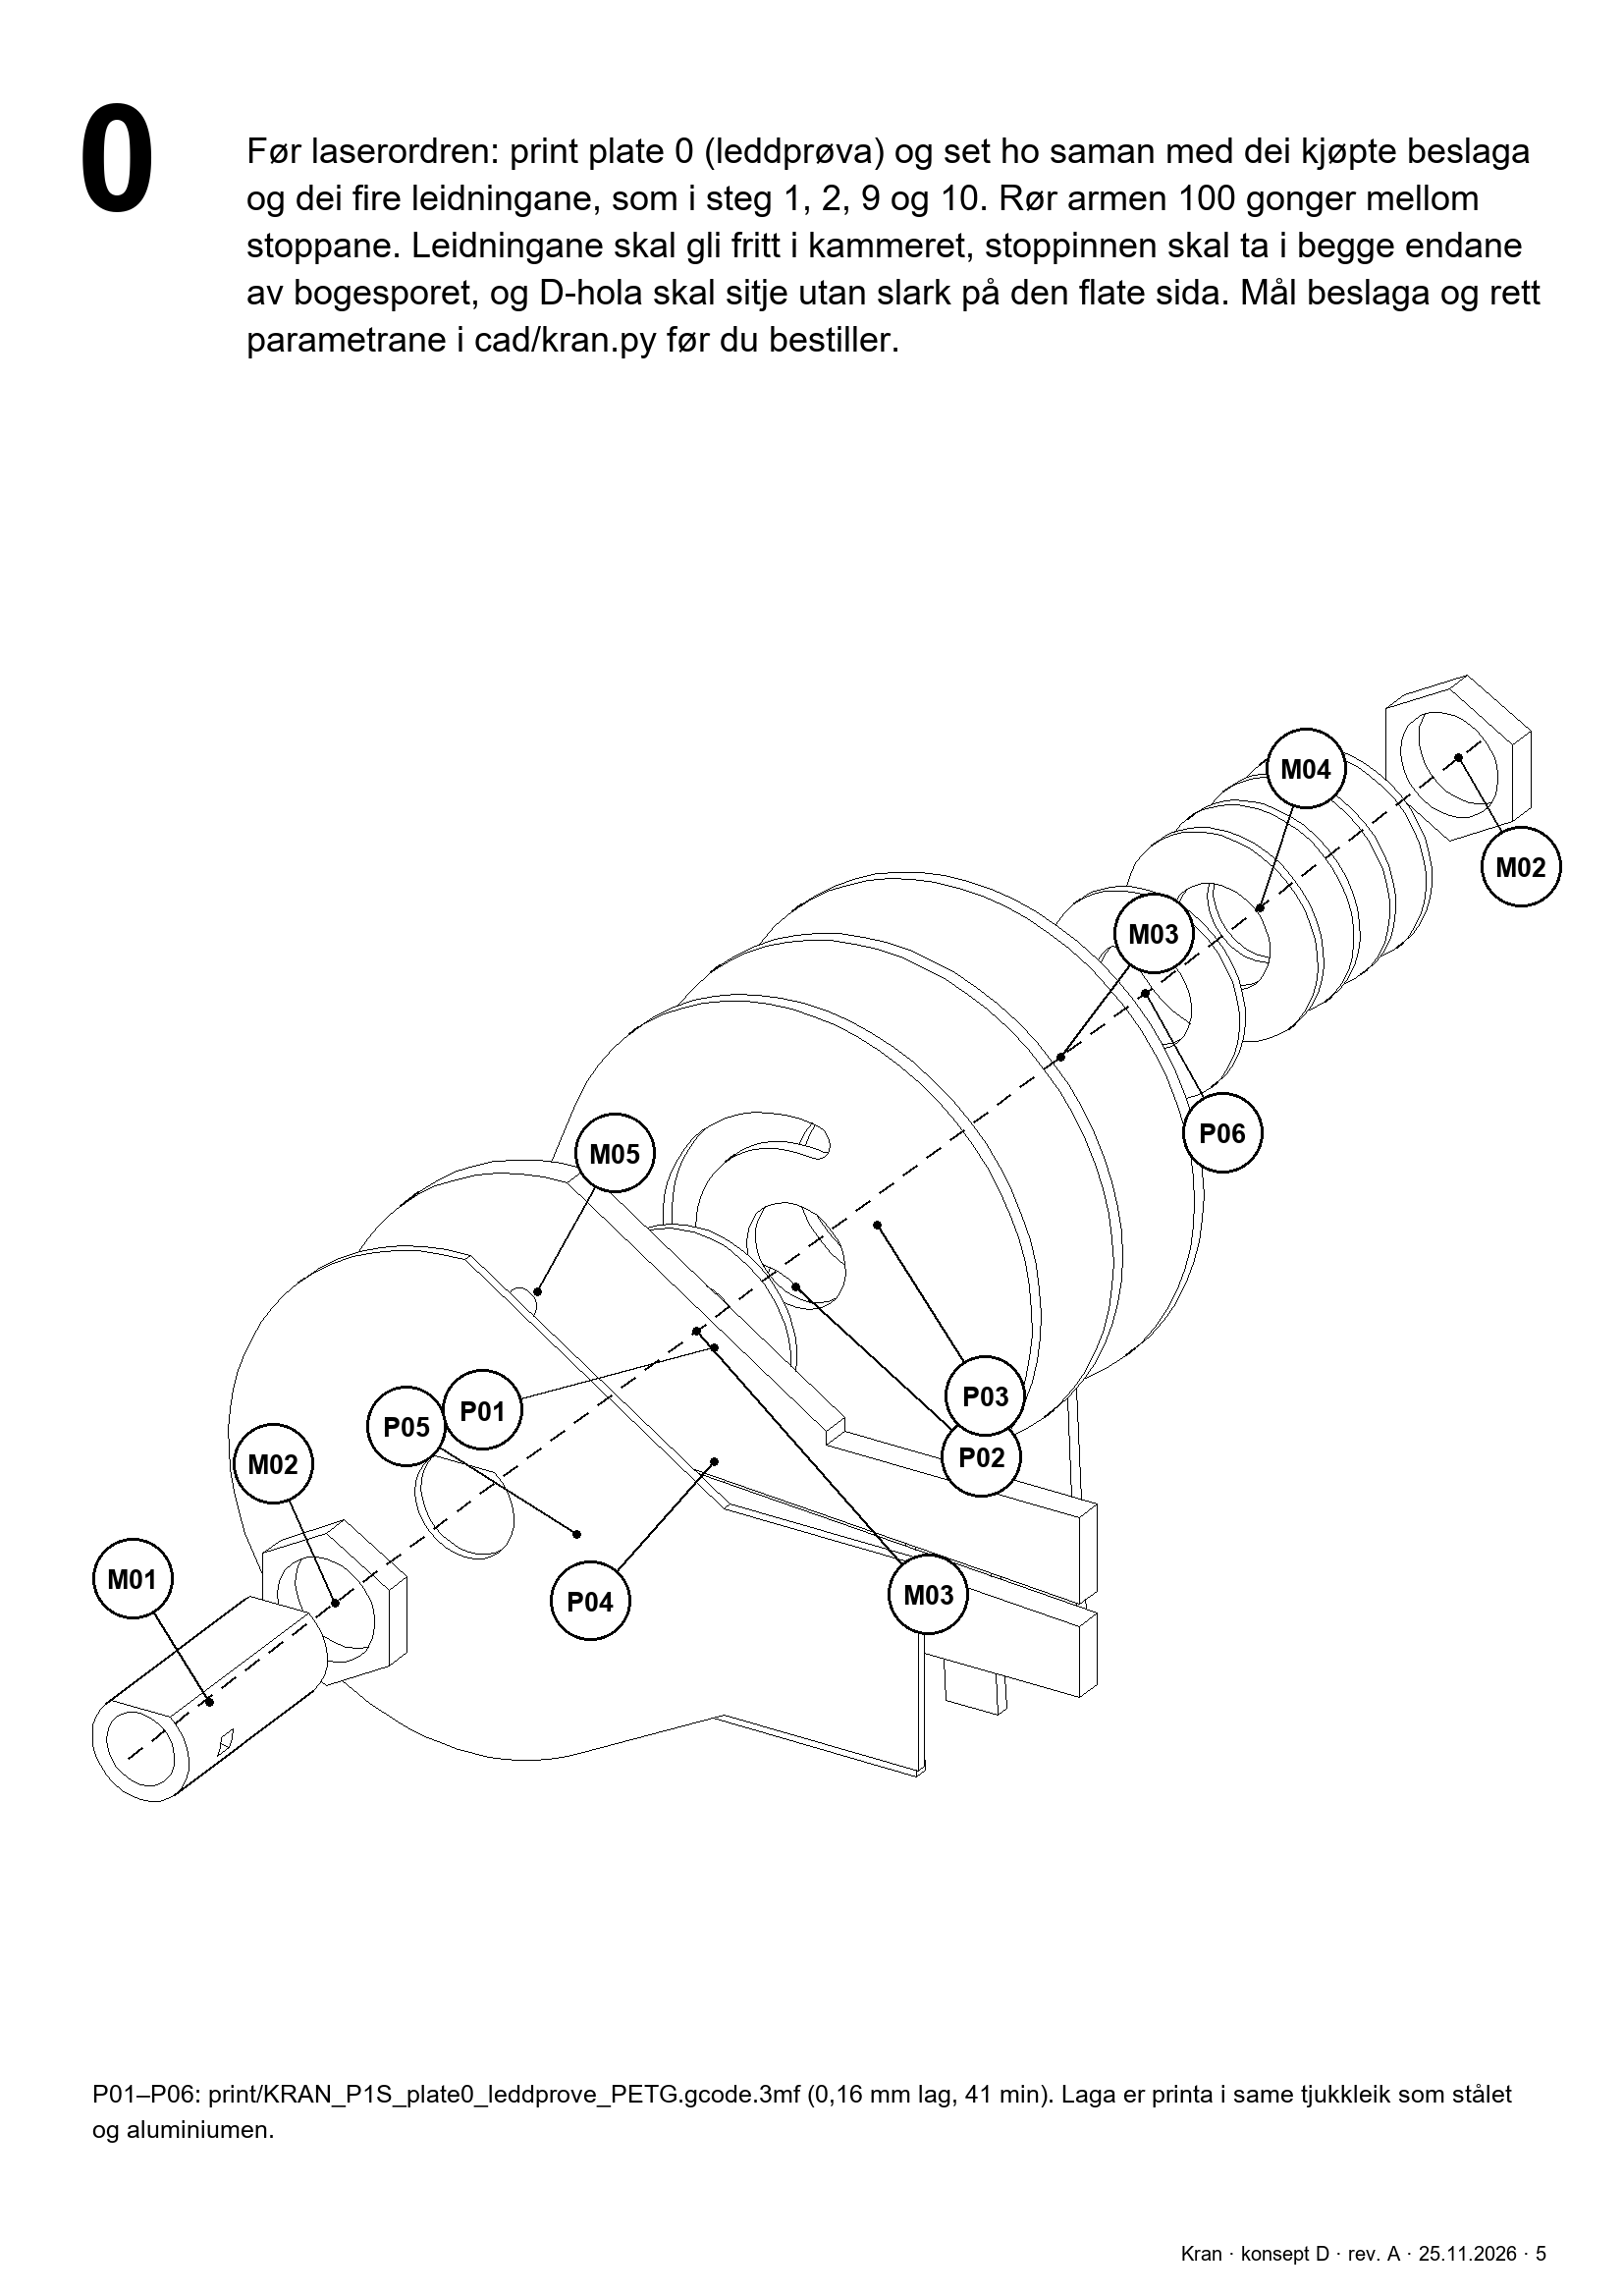 0
Før laserordren: print plate 0 (leddprøva) og set ho saman med dei kjøpte beslaga
og dei fire leidningane, som i steg 1, 2, 9 og 10. Rør armen 100 gonger mellom
stoppane. Leidningane skal gli fritt i kammeret, stoppinnen skal ta i begge endane
av bogesporet, og D-hola skal sitje utan slark på den flate sida. Mål beslaga og rett
parametrane i cad/kran.py før du bestiller.
M04
M02
M03
P06
M05
P03
P01
P05
P02
M02
M01
P04
M03
P01–P06: print/KRAN_P1S_plate0_leddprove_PETG.gcode.3mf (0,16 mm lag, 41 min). Laga er printa i same tjukkleik som stålet
og aluminiumen.
Kran · konsept D · rev. A · 25.11.2026 · 5